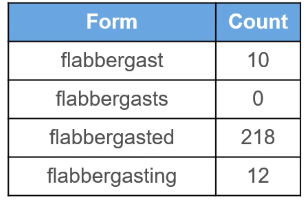 Form Count
flabbergast 10
flabbergasts 0
flabbergasted 218
flabbergasting 12